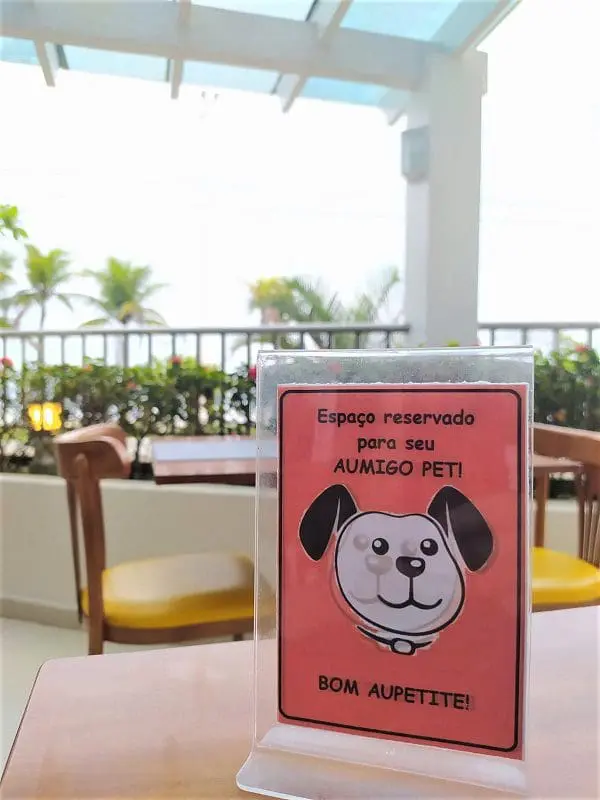 Espaço reservado
para seu
AUMIGO PET!
BOM AUPETITE!